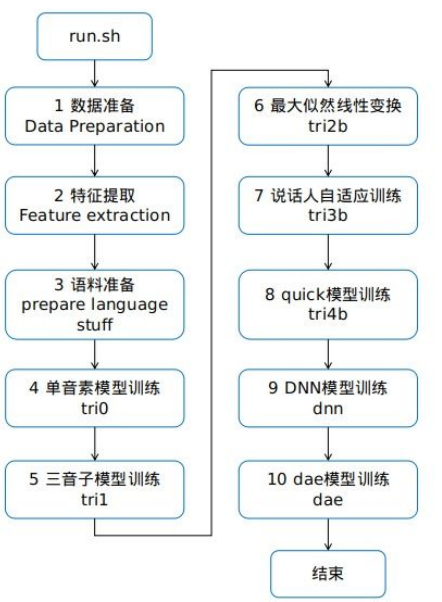 run.sh
1 数据准备
Data Preparation
2 特征提取
Feature extraction
3 语料准备
prepare language
stuff
4 单音素模型训练
tri0
5 三音子模型训练
tri1
6 最大似然线性变换
tri2b
7 说话人自适应训练
tri3b
8 quick模型训练
tri4b
9 DNN模型训练
dnn
10 dae模型训练
dae
结束